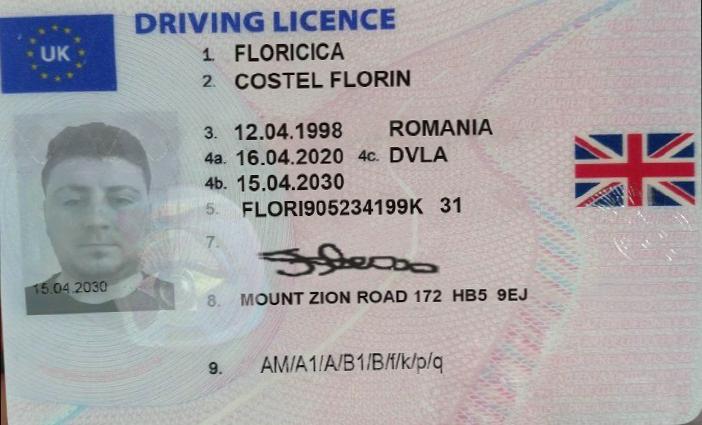 DRIVING LICENCE
UK
1. FLORICICA
2. COSTEL FLORIN
3. 12.04.1998 ROMANIA
4a. 16.04.2020 4c. DVLA
4b. 15.04.2030
5. FLORI905234199K 31
7.
15.04.2030
8. MOUNT ZION ROAD 172 HB5 9EJ
9. AM/A1/A/B1/B/f/k/p/q